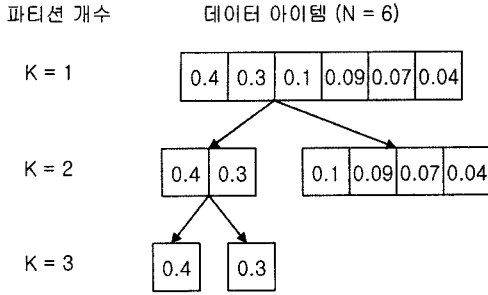 파티션 개수 데이터 아이템 (N = 6)
K = 1 0.4 0.3 0.1 0.09 0.07 0.04
K = 2 0.4 0.3 0.1 0.09 0.07 0.04
K = 3 0.4 0.3